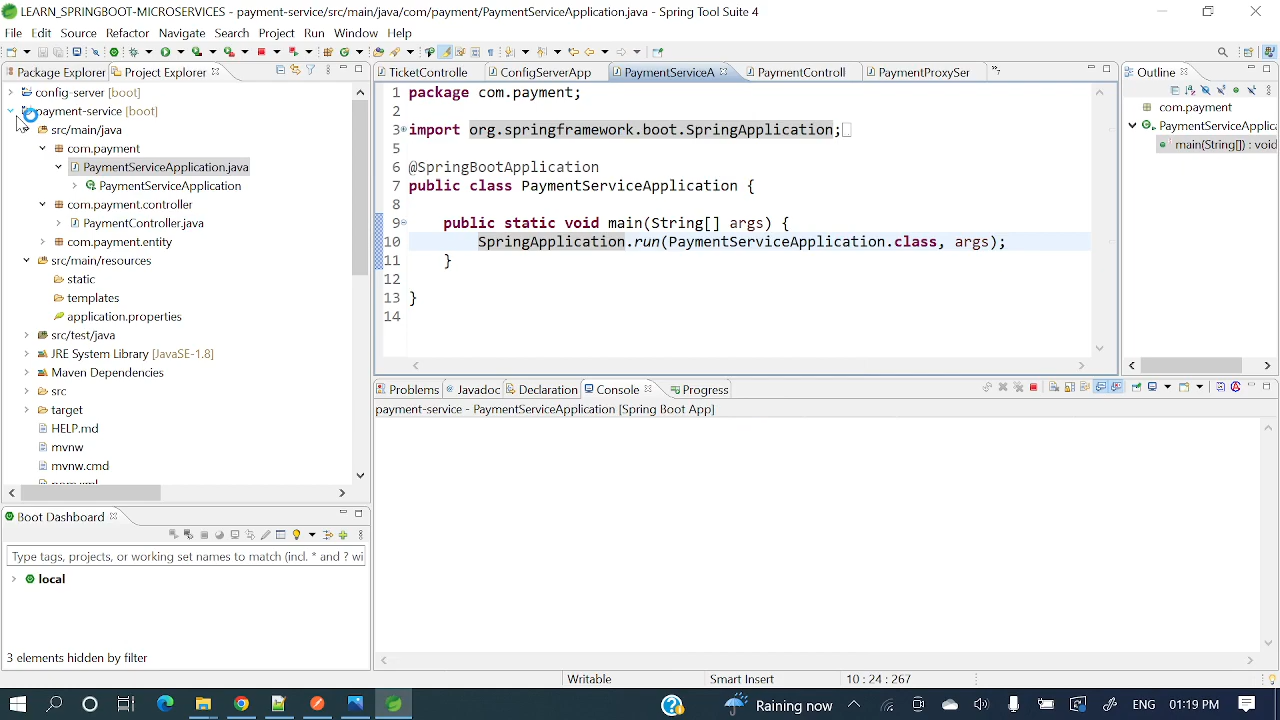 LEARN_SPRINGBOOT-MICROSERVICES - payment-service/src/main/java/com/payment/PaymentServiceApplication.java - Spring Tool Suite 4
File Edit Source Refactor Navigate Search Project Run Window Help
Package Explorer Project Explorer
config-server [boot]
payment-service [boot]
src/main/java
com.payment
PaymentServiceApplication.java
PaymentServiceApplication
com.payment.controller
PaymentController.java
com.payment.entity
src/main/resources
static
templates
application.properties
src/test/java
JRE System Library [JavaSE-1.8]
Maven Dependencies
src
target
HELP.md
mvnw
mvnw.cmd
Boot Dashboard
Type tags, projects, or working set names to match (incl. * and ? wi
local
3 elements hidden by filter
TicketControlle ConfigServerApp PaymentServiceA PaymentControll PaymentProxySer
1 package com.payment;
2
3 import org.springframework.boot.SpringApplication;
5
6 @SpringBootApplication
7 public class PaymentServiceApplication {
8
9 public static void main(String[] args) {
10 SpringApplication.run(PaymentServiceApplication.class, args);
11 }
12
13 }
14
Outline
com.payment
PaymentServiceApplica
main(String[]) : void
Problems Javadoc Declaration Console Progress
payment-service - PaymentServiceApplication [Spring Boot App]
Writable Smart Insert 10 : 24 : 267
Raining now ENG 01:19 PM